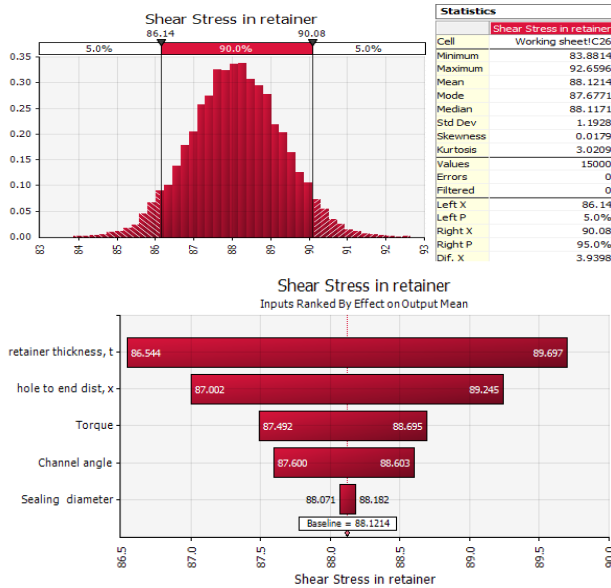 Shear Stress in retainer
86.14 90.08
5.0% 90.0% 5.0%
0.35
0.30
0.25
0.20
0.15
0.10
0.05
0.00
83 84 85 86 87 88 89 90 91 92 93
Statistics
Shear Stress in retainer
Cell Working sheet!C26
Minimum 83.8814
Maximum 92.6596
Mean 88.1214
Mode 87.6771
Median 88.1171
Std Dev 1.1928
Skewness 0.0179
Kurtosis 3.0209
Values 15000
Errors 0
Filtered 0
Left X 86.14
Left P 5.0%
Right X 90.08
Right P 95.0%
Dif. X 3.9398
Shear Stress in retainer
Inputs Ranked By Effect on Output Mean
retainer thickness, t 86.544 89.697
hole to end dist, x 87.002 89.245
Torque 87.492 88.695
Channel angle 87.600 88.603
Sealing diameter 88.071 88.182
Baseline = 88.1214
86.5 87.0 87.5 88.0 88.5 89.0 89.5 90.0
Shear Stress in retainer